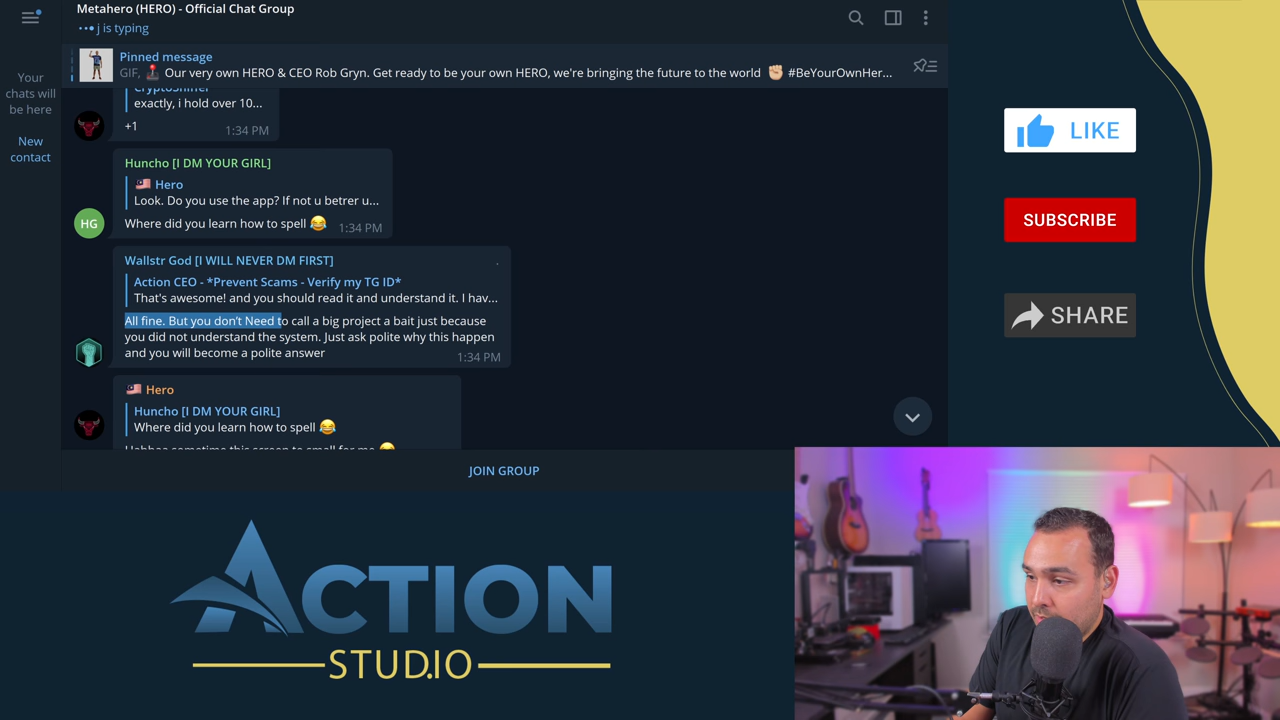 Metahero (HERO) - Official Chat Group
j is typing
Pinned message
GIF, 🕹️ Our very own HERO & CEO Rob Gryn. Get ready to be your own HERO, we're bringing the future to the world ✊🏼 #BeYourOwnHer...
Your
chats will
be here
New
contact
CryptoShiller
exactly, i hold over 10...
+1
1:34 PM
Huncho [I DM YOUR GIRL]
🇲🇾 Hero
Look. Do you use the app? If not u betrer u...
HG
Where did you learn how to spell 😂
1:34 PM
Wallstr God [I WILL NEVER DM FIRST]
Action CEO - *Prevent Scams - Verify my TG ID*
That's awesome! and you should read it and understand it. I hav...
All fine. But you don't Need to call a big project a bait just because
you did not understand the system. Just ask polite why this happen
and you will become a polite answer
1:34 PM
🇲🇾 Hero
Huncho [I DM YOUR GIRL]
Where did you learn how to spell 😂
JOIN GROUP
LIKE
SUBSCRIBE
SHARE
ACTION
STUD.IO